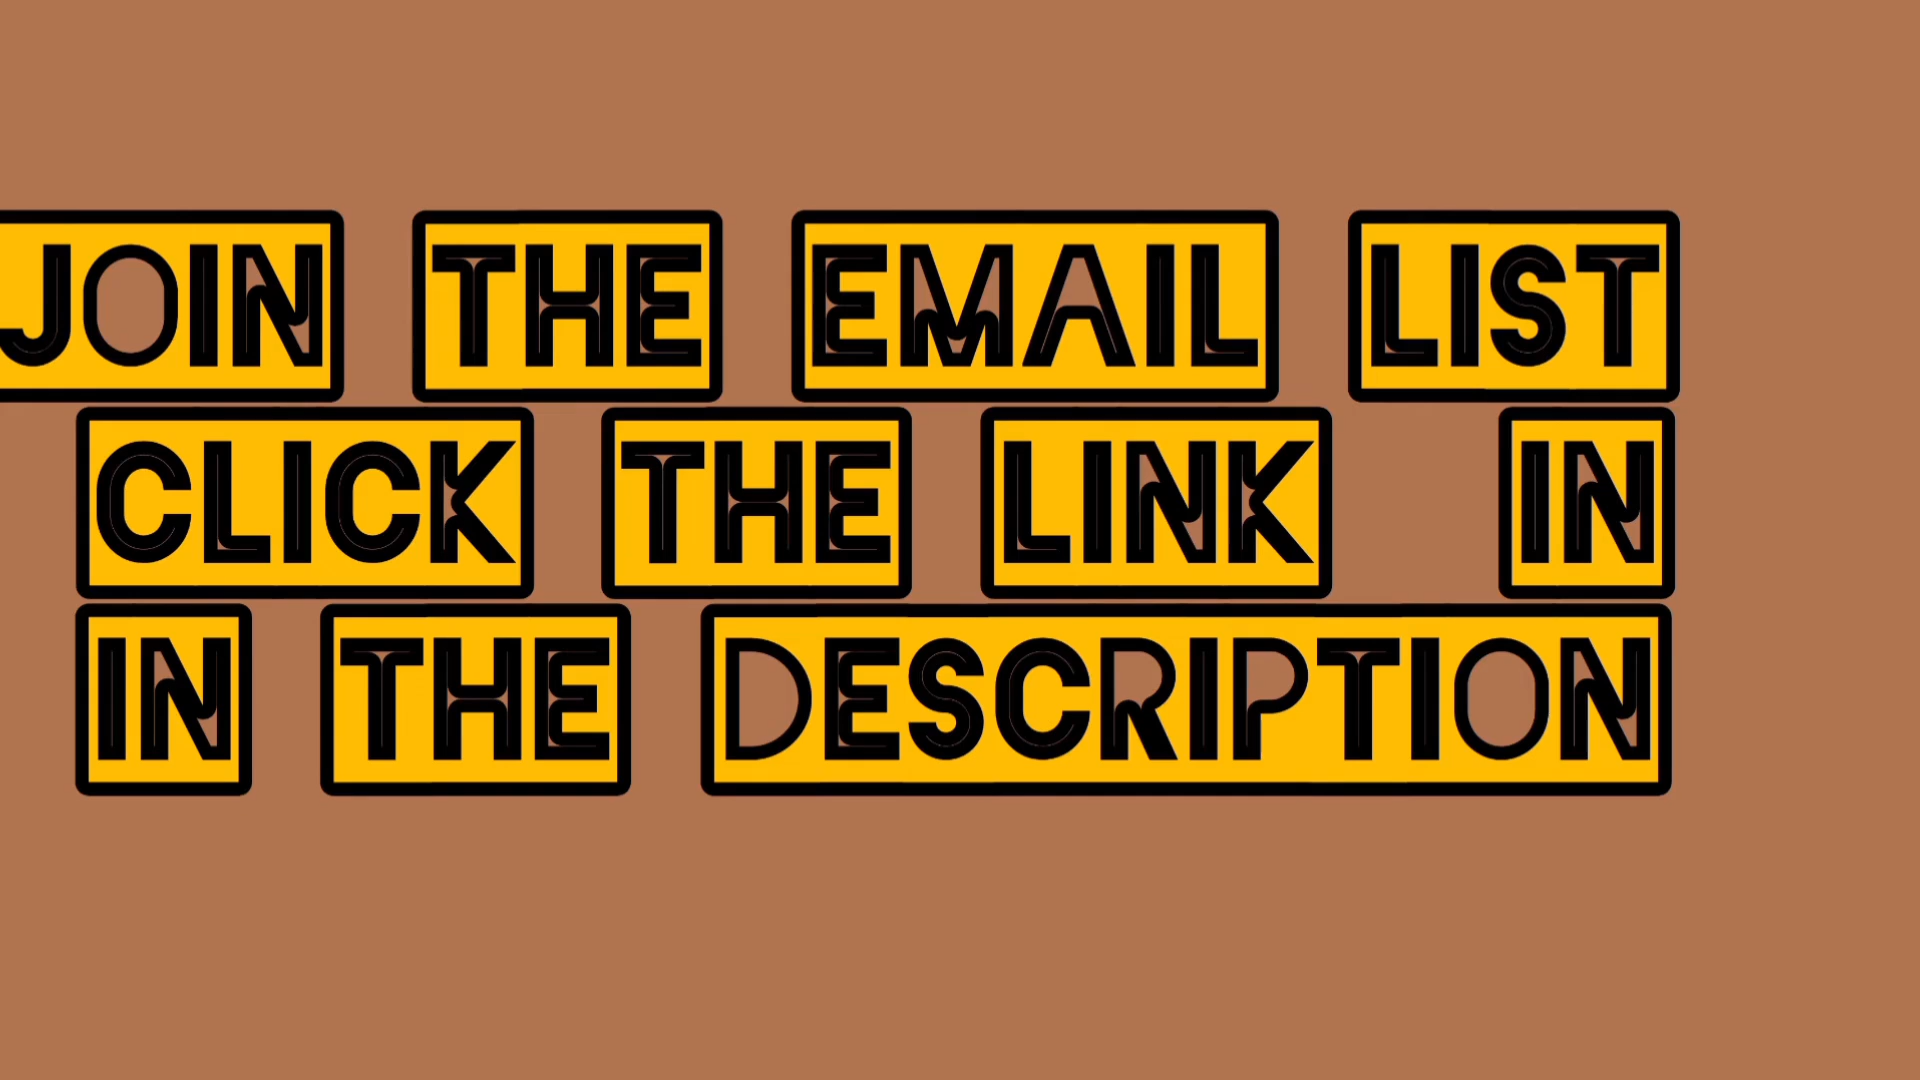 JOIN THE EMAIL LIST
CLICK THE LINK IN
IN THE DESCRIPTION